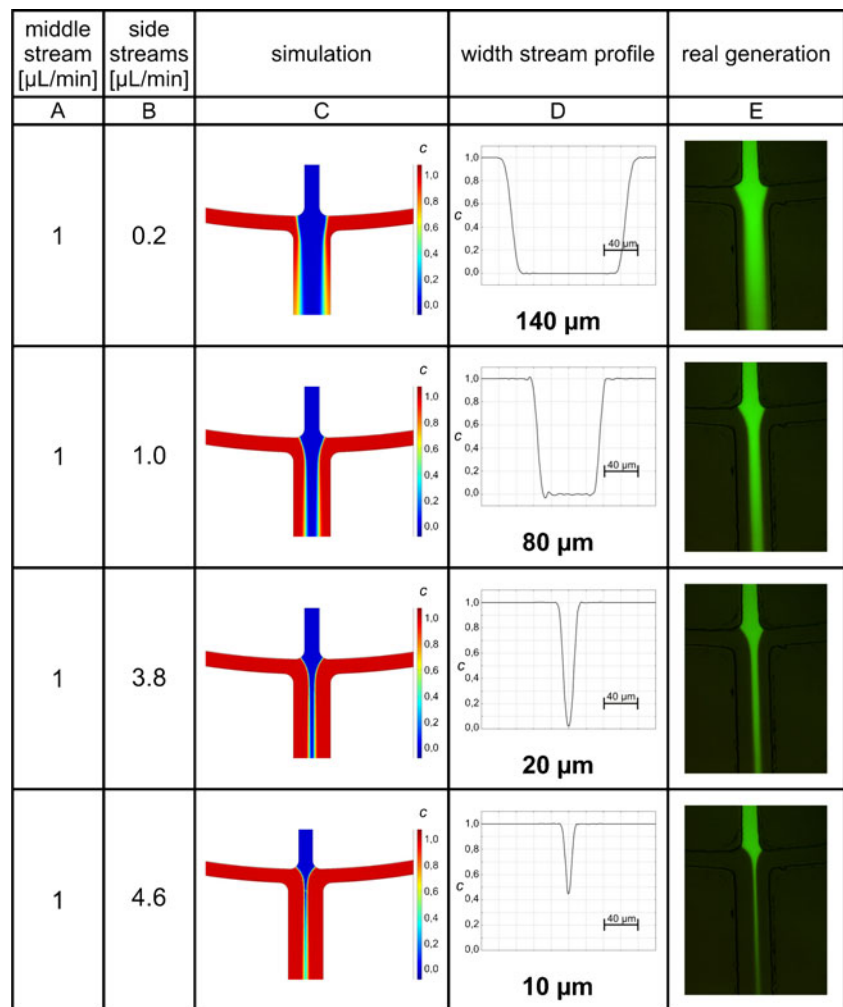 middle stream [µL/min]
side streams [µL/min]
simulation
width stream profile
real generation
A
B
C
D
E
1
0.2
c
1,0
0,8
0,6
0,4
0,2
0,0
1,0
0,8
c
0,6
0,4
0,2
0,0
40 µm
140 µm
1
1.0
c
1,0
0,8
0,6
0,4
0,2
0,0
1,0
0,8
0,6
c
0,4
0,2
0,0
40 µm
80 µm
1
3.8
c
1,0
0,8
0,6
0,4
0,2
0,0
1,0
0,8
0,6
c
0,4
0,2
0,0
40 µm
20 µm
1
4.6
c
1,0
0,8
0,6
0,4
0,2
0,0
1,0
0,8
0,6
c
0,4
0,2
0,0
40 µm
10 µm